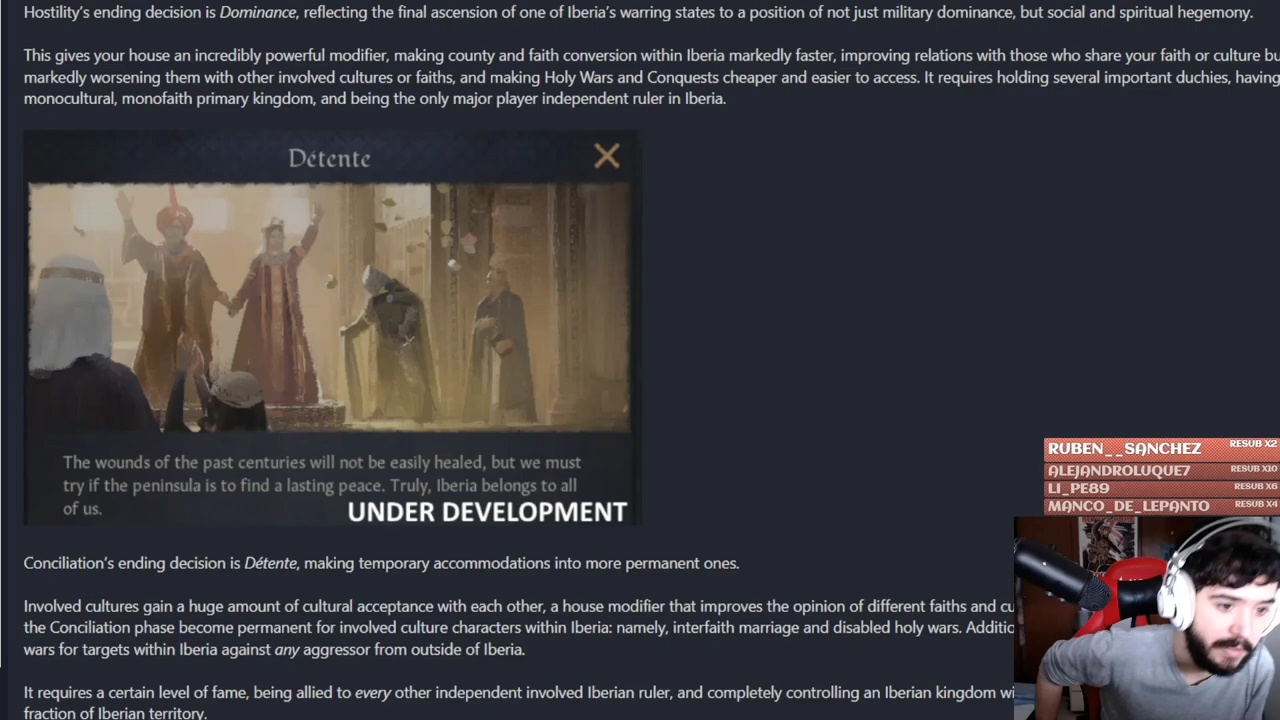 Hostility's ending decision is Dominance, reflecting the final ascension of one of Iberia's warring states to a position of not just military dominance, but social and spiritual hegemony.
This gives your house an incredibly powerful modifier, making county and faith conversion within Iberia markedly faster, improving relations with those who share your faith or culture bu
markedly worsening them with other involved cultures or faiths, and making Holy Wars and Conquests cheaper and easier to access. It requires holding several important duchies, having
monocultural, monofaith primary kingdom, and being the only major player independent ruler in Iberia.
Détente
The wounds of the past centuries will not be easily healed, but we must
try if the peninsula is to find a lasting peace. Truly, Iberia belongs to all
of us.
UNDER DEVELOPMENT
Conciliation's ending decision is Détente, making temporary accommodations into more permanent ones.
Involved cultures gain a huge amount of cultural acceptance with each other, a house modifier that improves the opinion of different faiths and cu
the Conciliation phase become permanent for involved culture characters within Iberia: namely, interfaith marriage and disabled holy wars. Additio
wars for targets within Iberia against any aggressor from outside of Iberia.
It requires a certain level of fame, being allied to every other independent involved Iberian ruler, and completely controlling an Iberian kingdom wi
fraction of Iberian territory.
RUBEN__SANCHEZ RESUB X2
ALEJANDROLUQUE7 RESUB X10
LI_PE89 RESUB X6
MANCO_DE_LEPANTO RESUB X4